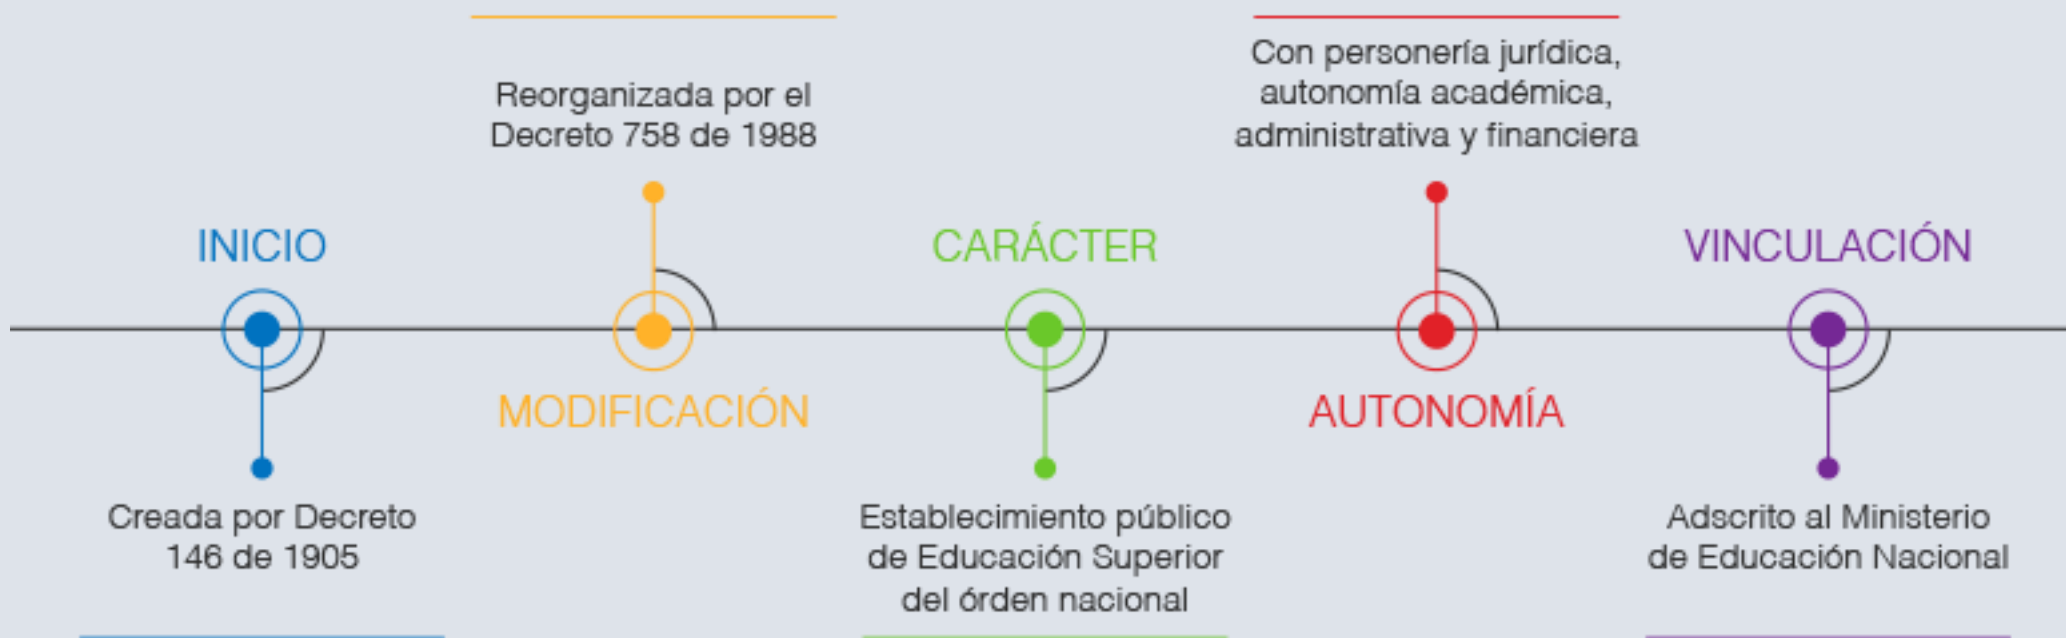 INICIO
Creada por Decreto
146 de 1905
Reorganizada por el
Decreto 758 de 1988
MODIFICACIÓN
CARÁCTER
Establecimiento público
de Educación Superior
del órden nacional
Con personería jurídica,
autonomía académica,
administrativa y financiera
AUTONOMÍA
VINCULACIÓN
Adscrito al Ministerio
de Educación Nacional